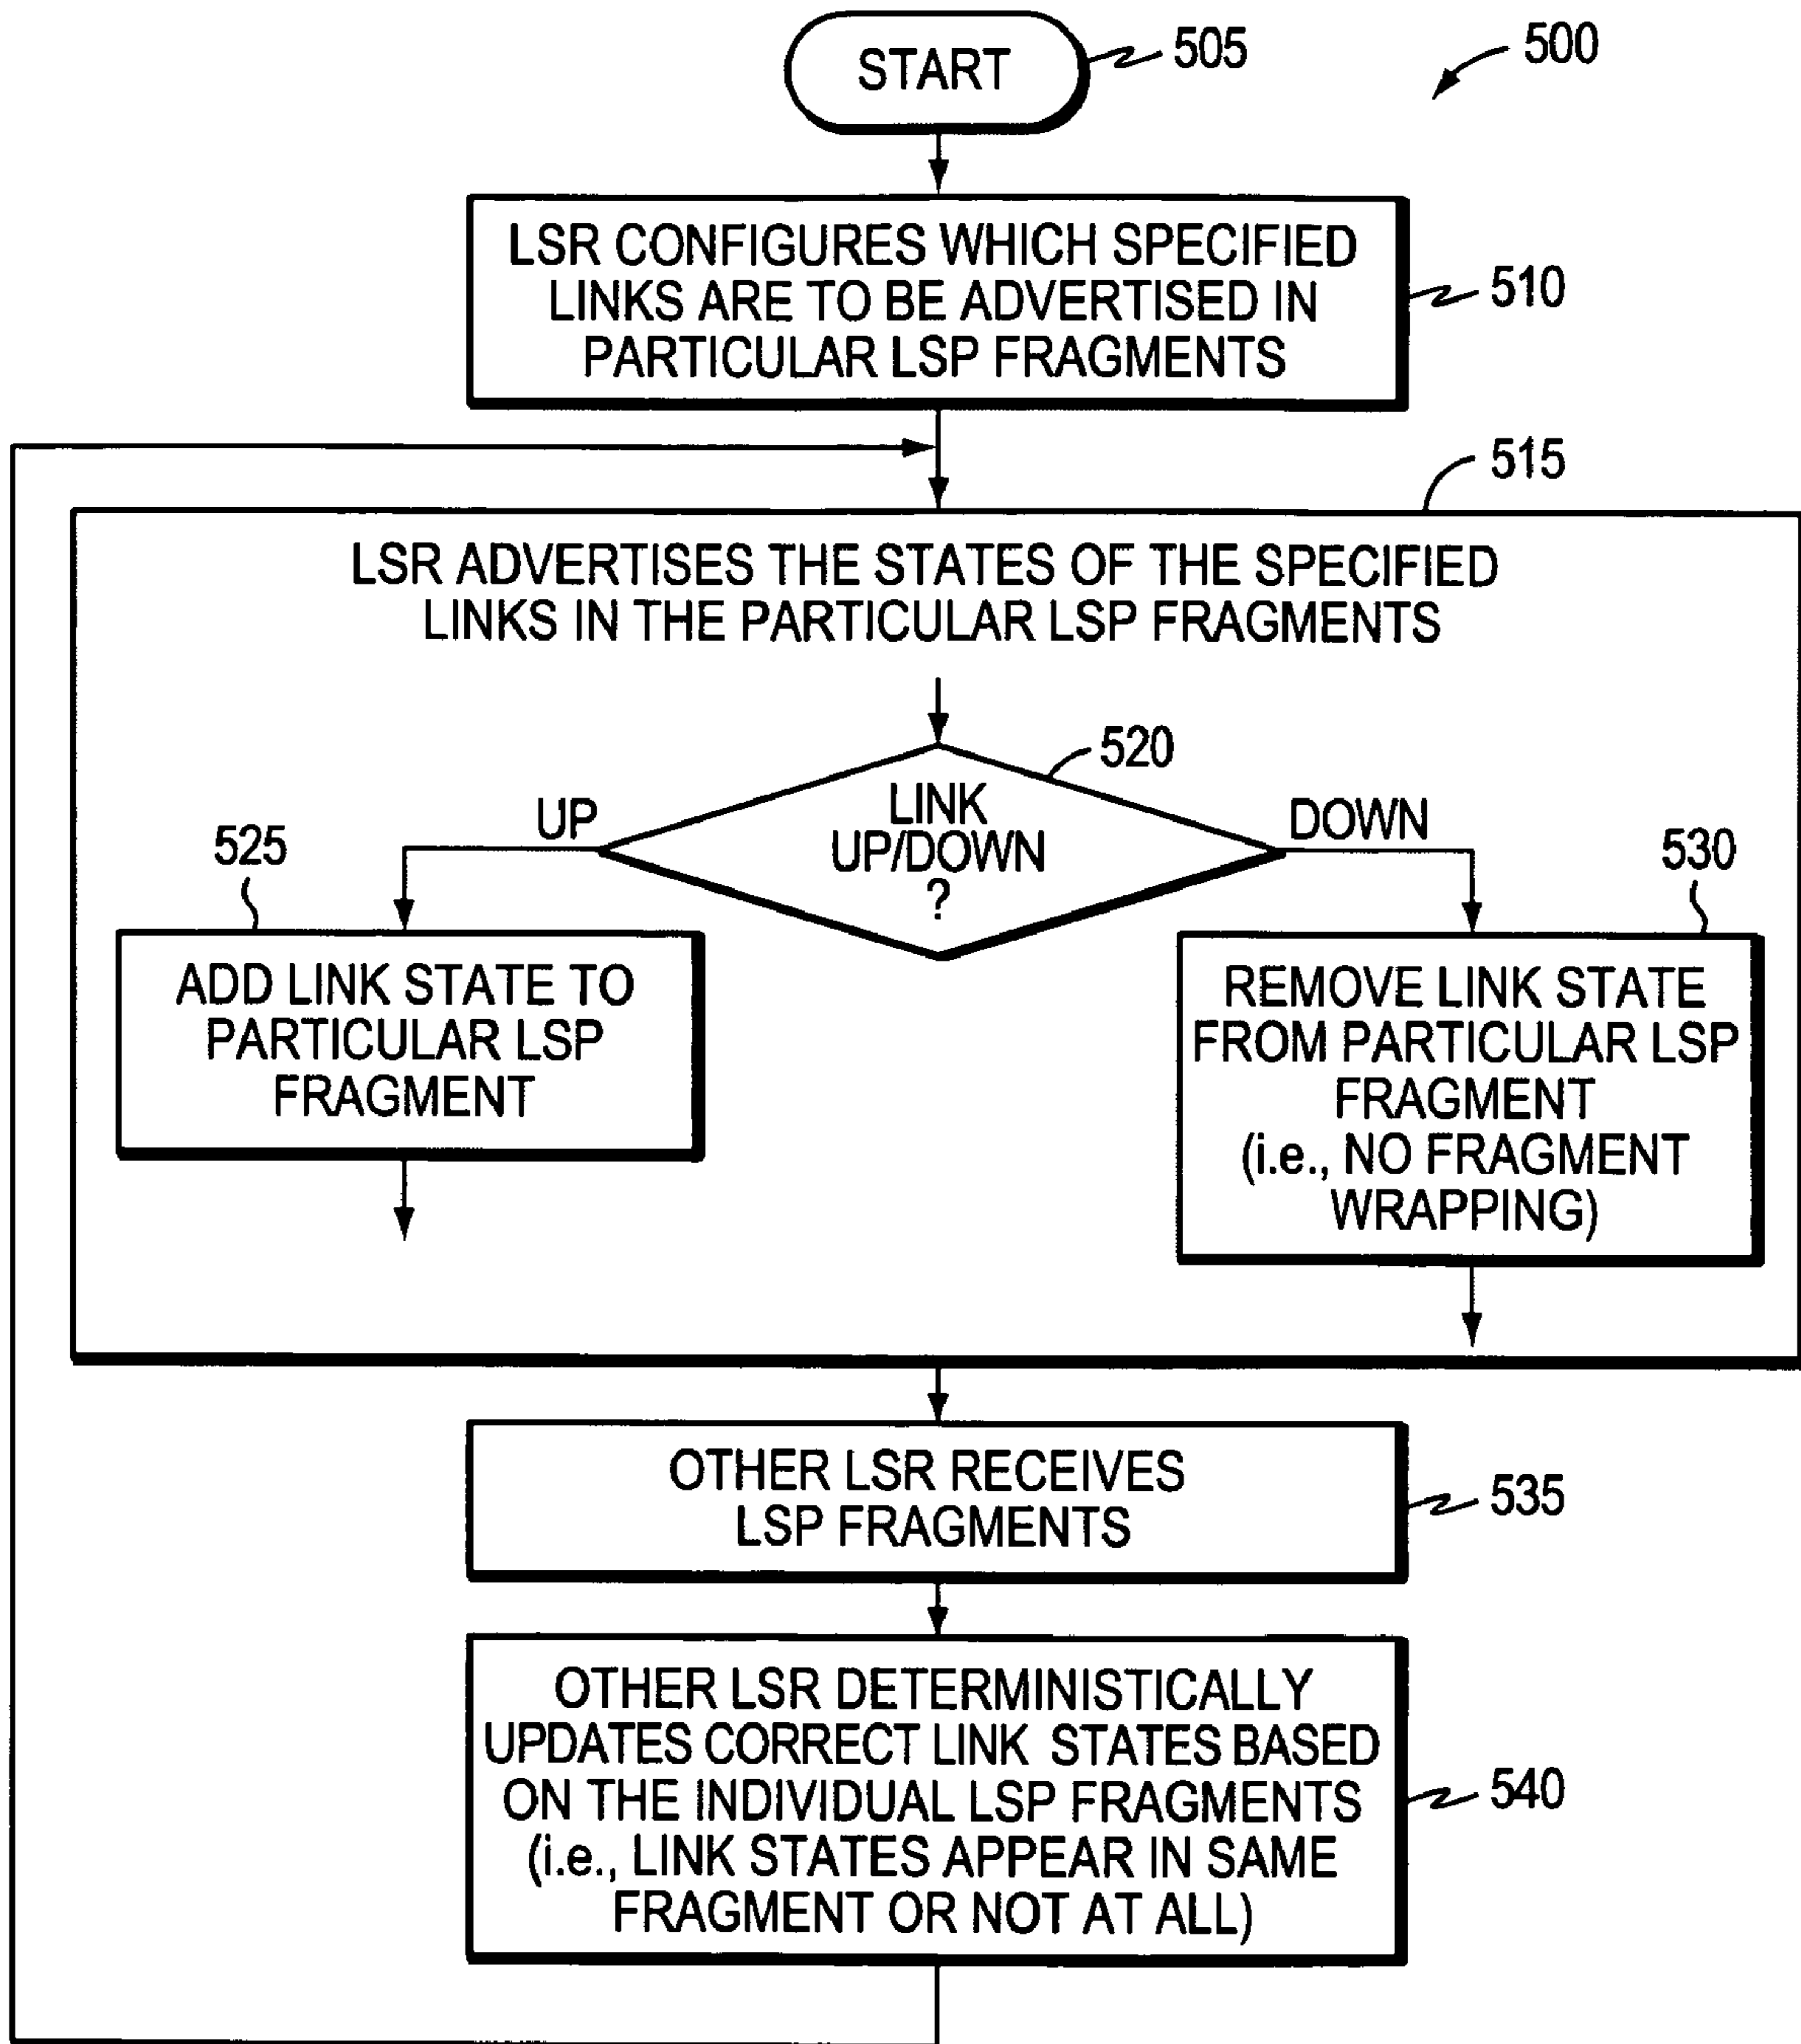 START
505
500
LSR CONFIGURES WHICH SPECIFIED
LINKS ARE TO BE ADVERTISED IN
PARTICULAR LSP FRAGMENTS
510
515
LSR ADVERTISES THE STATES OF THE SPECIFIED
LINKS IN THE PARTICULAR LSP FRAGMENTS
520
LINK
UP/DOWN
?
UP
DOWN
525
530
ADD LINK STATE TO
PARTICULAR LSP
FRAGMENT
REMOVE LINK STATE
FROM PARTICULAR LSP
FRAGMENT
(i.e., NO FRAGMENT
WRAPPING)
OTHER LSR RECEIVES
LSP FRAGMENTS
535
OTHER LSR DETERMINISTICALLY
UPDATES CORRECT LINK STATES BASED
ON THE INDIVIDUAL LSP FRAGMENTS
(i.e., LINK STATES APPEAR IN SAME
FRAGMENT OR NOT AT ALL)
540